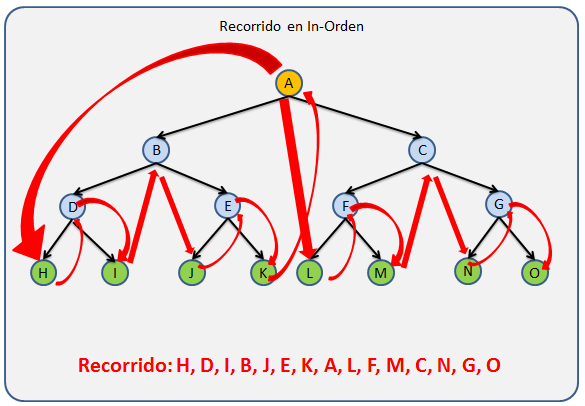 Recorrido en In-Orden
A
B C
D E F G
H I J K L M N O
Recorrido: H, D, I, B, J, E, K, A, L, F, M, C, N, G, O